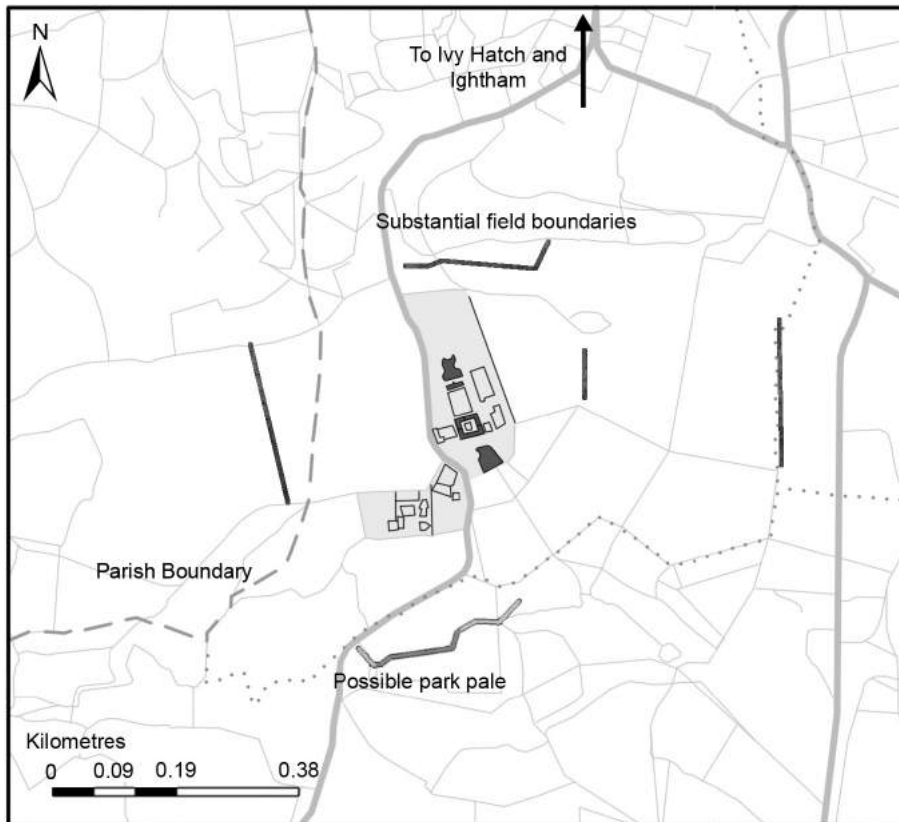 N
To Ivy Hatch and
Ightham
Substantial field boundaries
Parish Boundary
Possible park pale
Kilometres
0 0.09 0.19 0.38